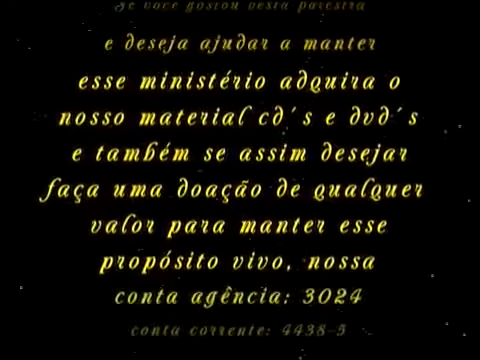 Se você gostou desta palestra
e deseja ajudar a manter
esse ministério adquira o
nosso material cd´s e dvd´s
e também se assim desejar
faça uma doação de qualquer
valor para manter esse
propósito vivo, nossa
conta agência: 3024
conta corrente: 4438-5